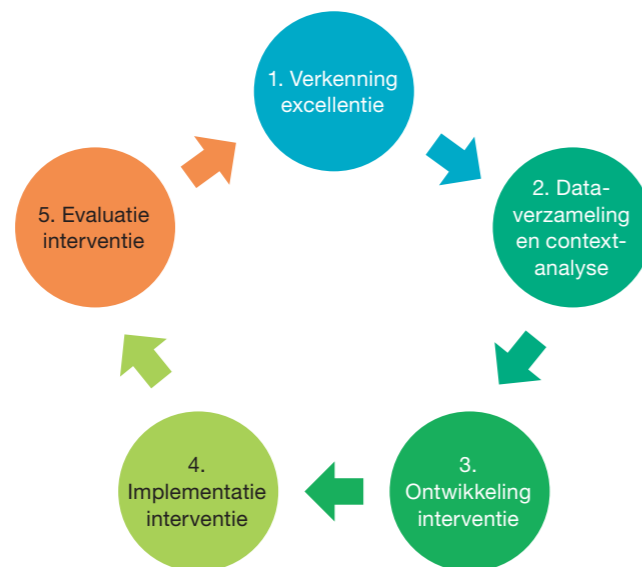 1. Verkenning
excellentie
2. Data-
verzameling
en context-
analyse
3.
Ontwikkeling
interventie
4.
Implementatie
interventie
5. Evaluatie
interventie